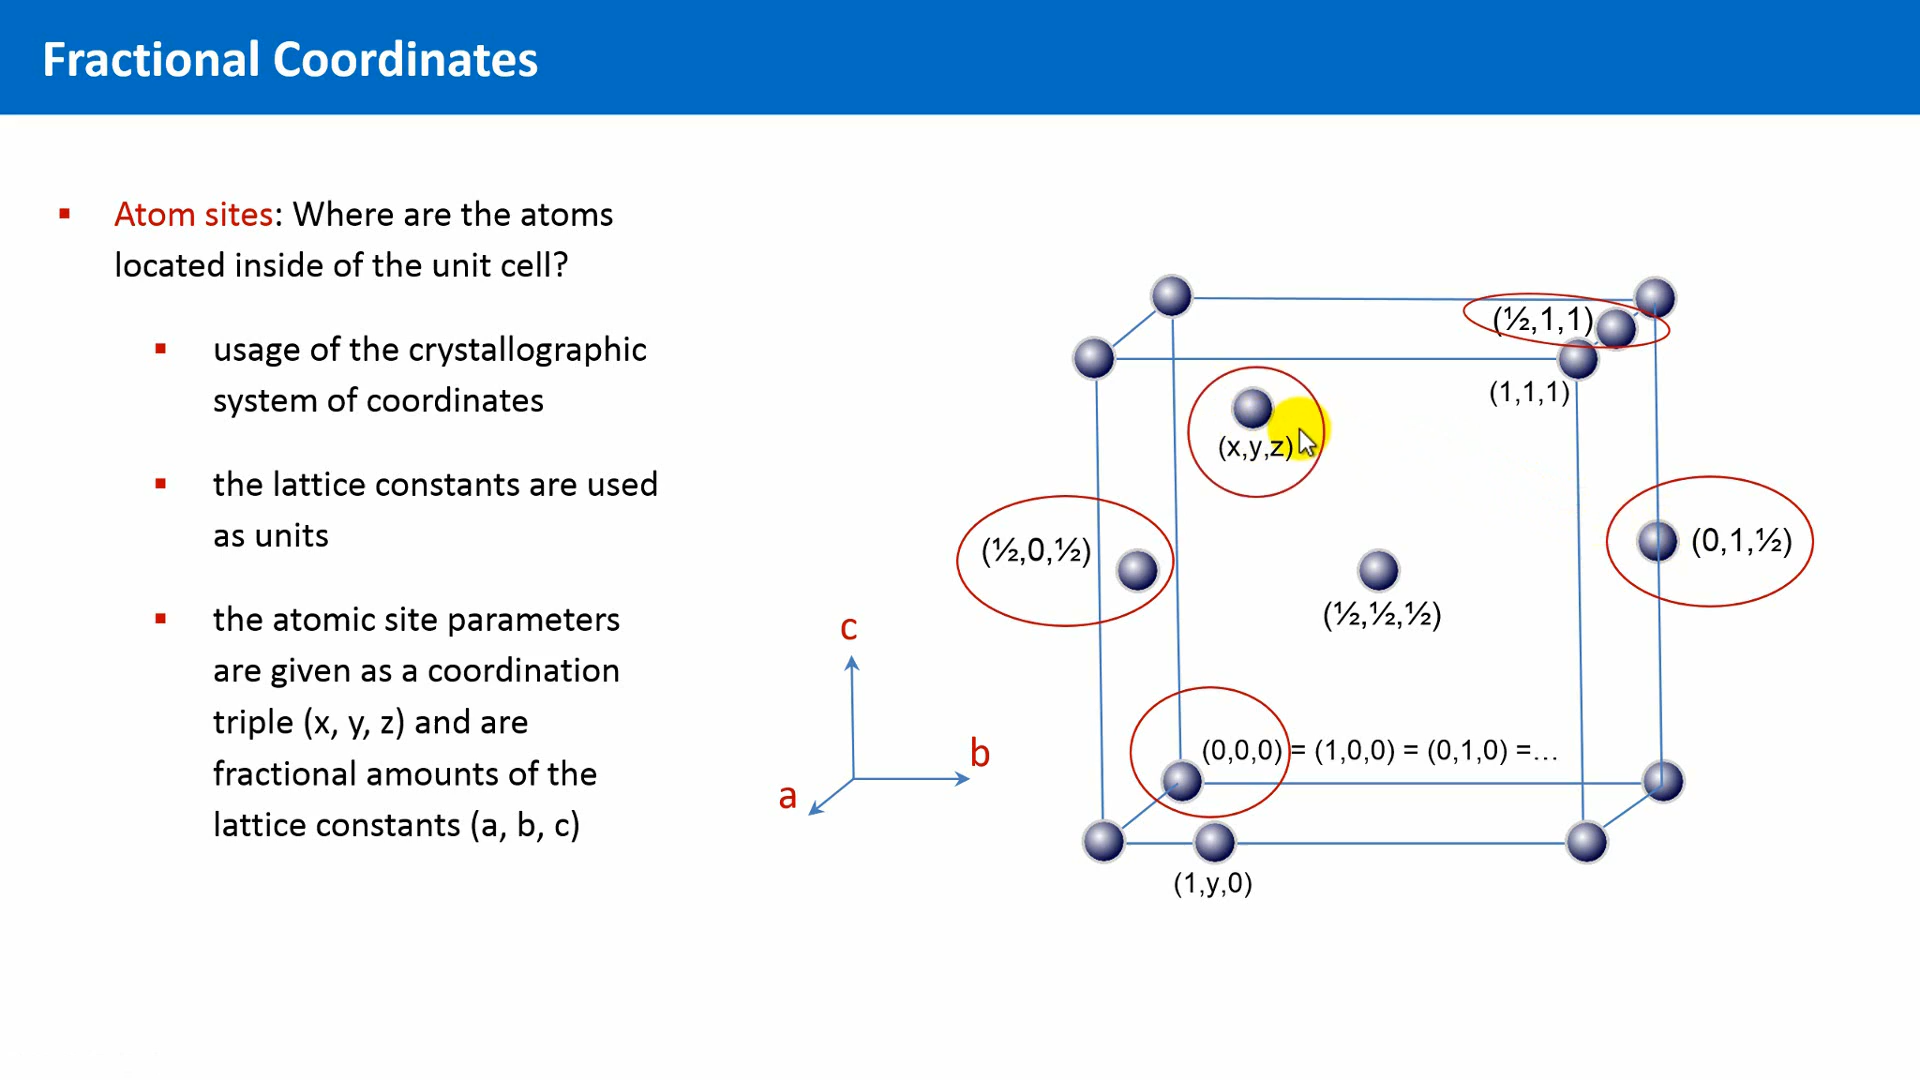 Fractional Coordinates
▪ Atom sites: Where are the atoms
located inside of the unit cell?
▪ usage of the crystallographic
system of coordinates
▪ the lattice constants are used
as units
▪ the atomic site parameters
are given as a coordination
triple (x, y, z) and are
fractional amounts of the
lattice constants (a, b, c)
(½,1,1)
(1,1,1)
(x,y,z)
(½,0,½)
(0,1,½)
(½,½,½)
c
b
a
(0,0,0) = (1,0,0) = (0,1,0) =...
(1,y,0)